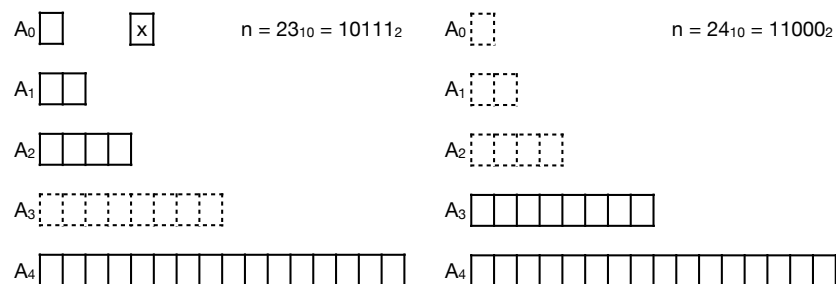 A₀ x n = 23₁₀ = 10111₂
A₁
A₂
A₃
A₄
A₀ n = 24₁₀ = 11000₂
A₁
A₂
A₃
A₄